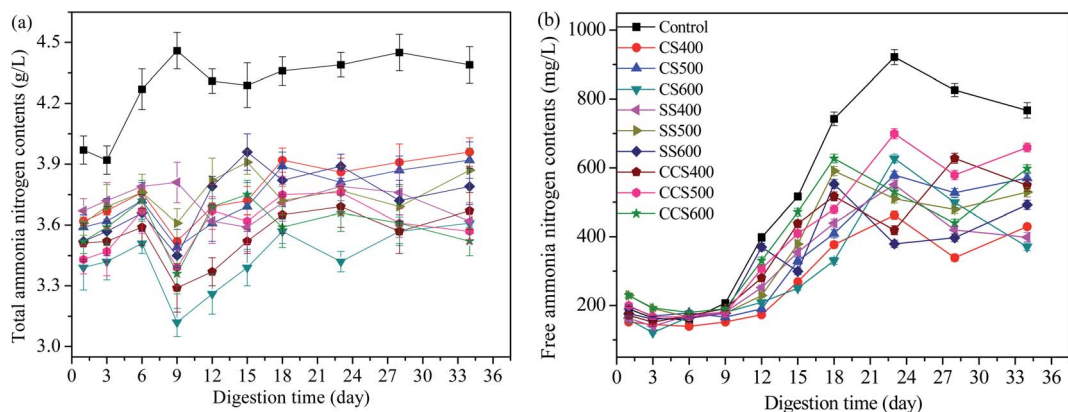 (a)
Total ammonia nitrogen contents (g/L)
4.5
4.2
3.9
3.6
3.3
3.0
0 3 6 9 12 15 18 21 24 27 30 33 36
Digestion time (day)
(b)
Free ammonia nitrogen contents (mg/L)
1000
800
600
400
200
0
Control
CS400
CS500
CS600
SS400
SS500
SS600
CCS400
CCS500
CCS600
0 3 6 9 12 15 18 21 24 27 30 33 36
Digestion time (day)